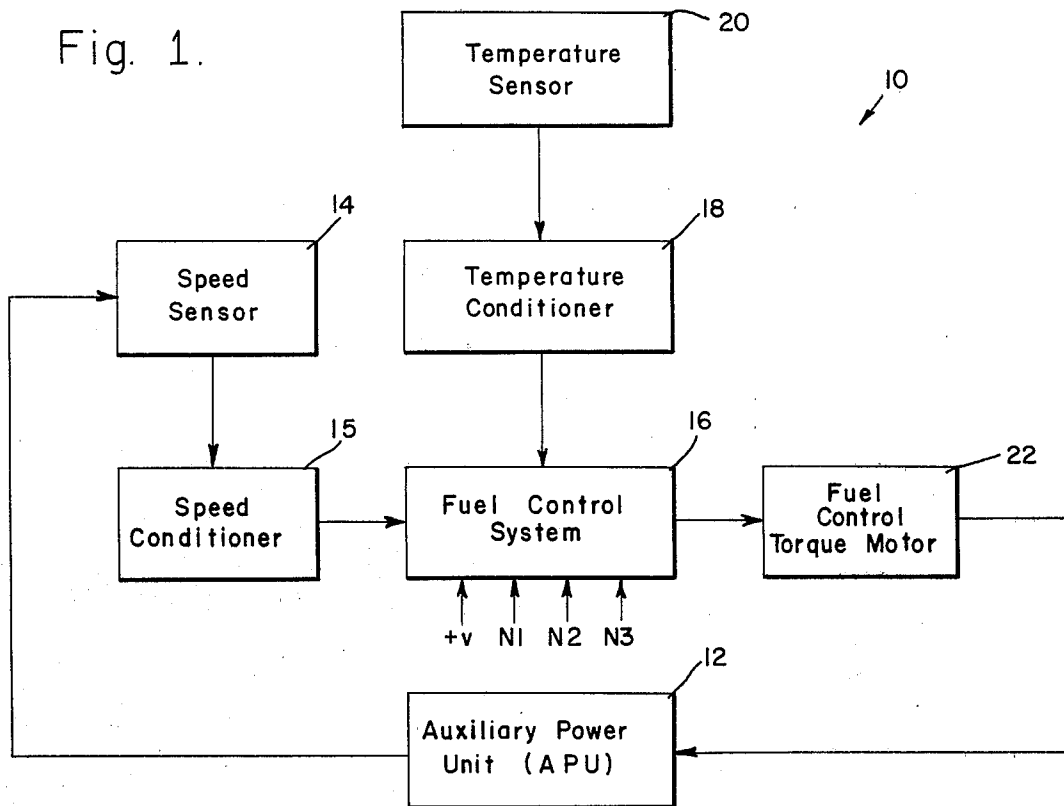 Fig. 1.
20
Temperature
Sensor
10
14
Speed
Sensor
18
Temperature
Conditioner
15
Speed
Conditioner
16
Fuel Control
System
22
Fuel
Control
Torque Motor
+v N1 N2 N3
12
Auxiliary Power
Unit (APU)